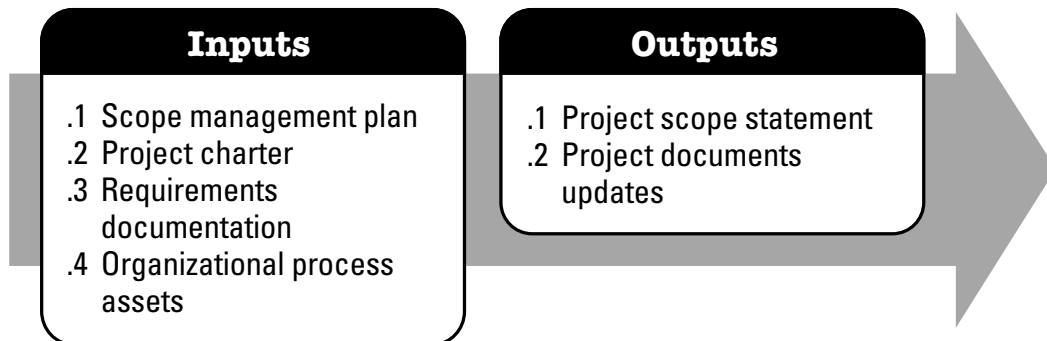 Inputs
.1 Scope management plan
.2 Project charter
.3 Requirements
documentation
.4 Organizational process
assets
Outputs
.1 Project scope statement
.2 Project documents
updates